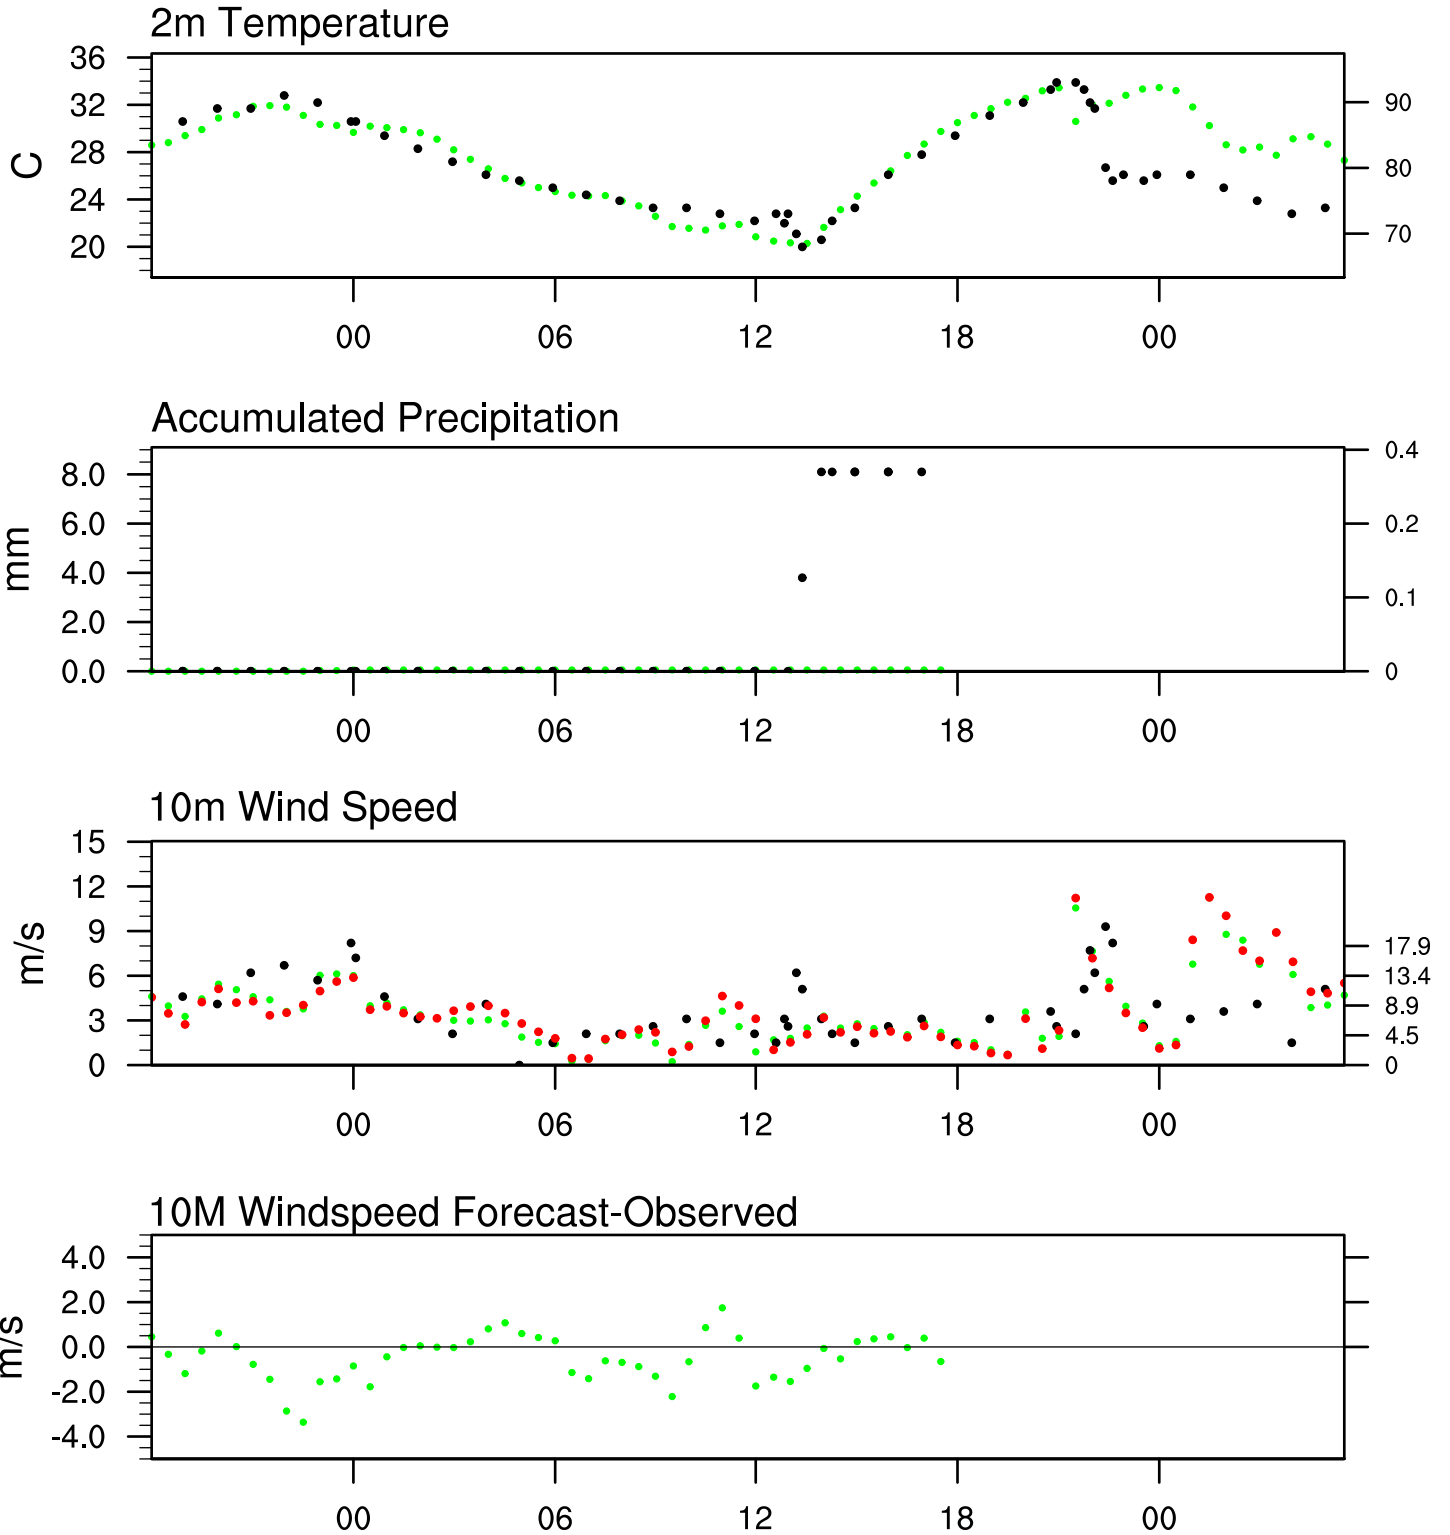 2m Temperature
36
32
28
24
20
C
90
80
70
00 06 12 18 00
Accumulated Precipitation
8.0
6.0
4.0
2.0
0.0
mm
0.4
0.2
0.1
0
00 06 12 18 00
10m Wind Speed
15
12
9
6
3
0
m/s
17.9
13.4
8.9
4.5
0
00 06 12 18 00
10M Windspeed Forecast-Observed
4.0
2.0
0.0
-2.0
-4.0
m/s
00 06 12 18 00